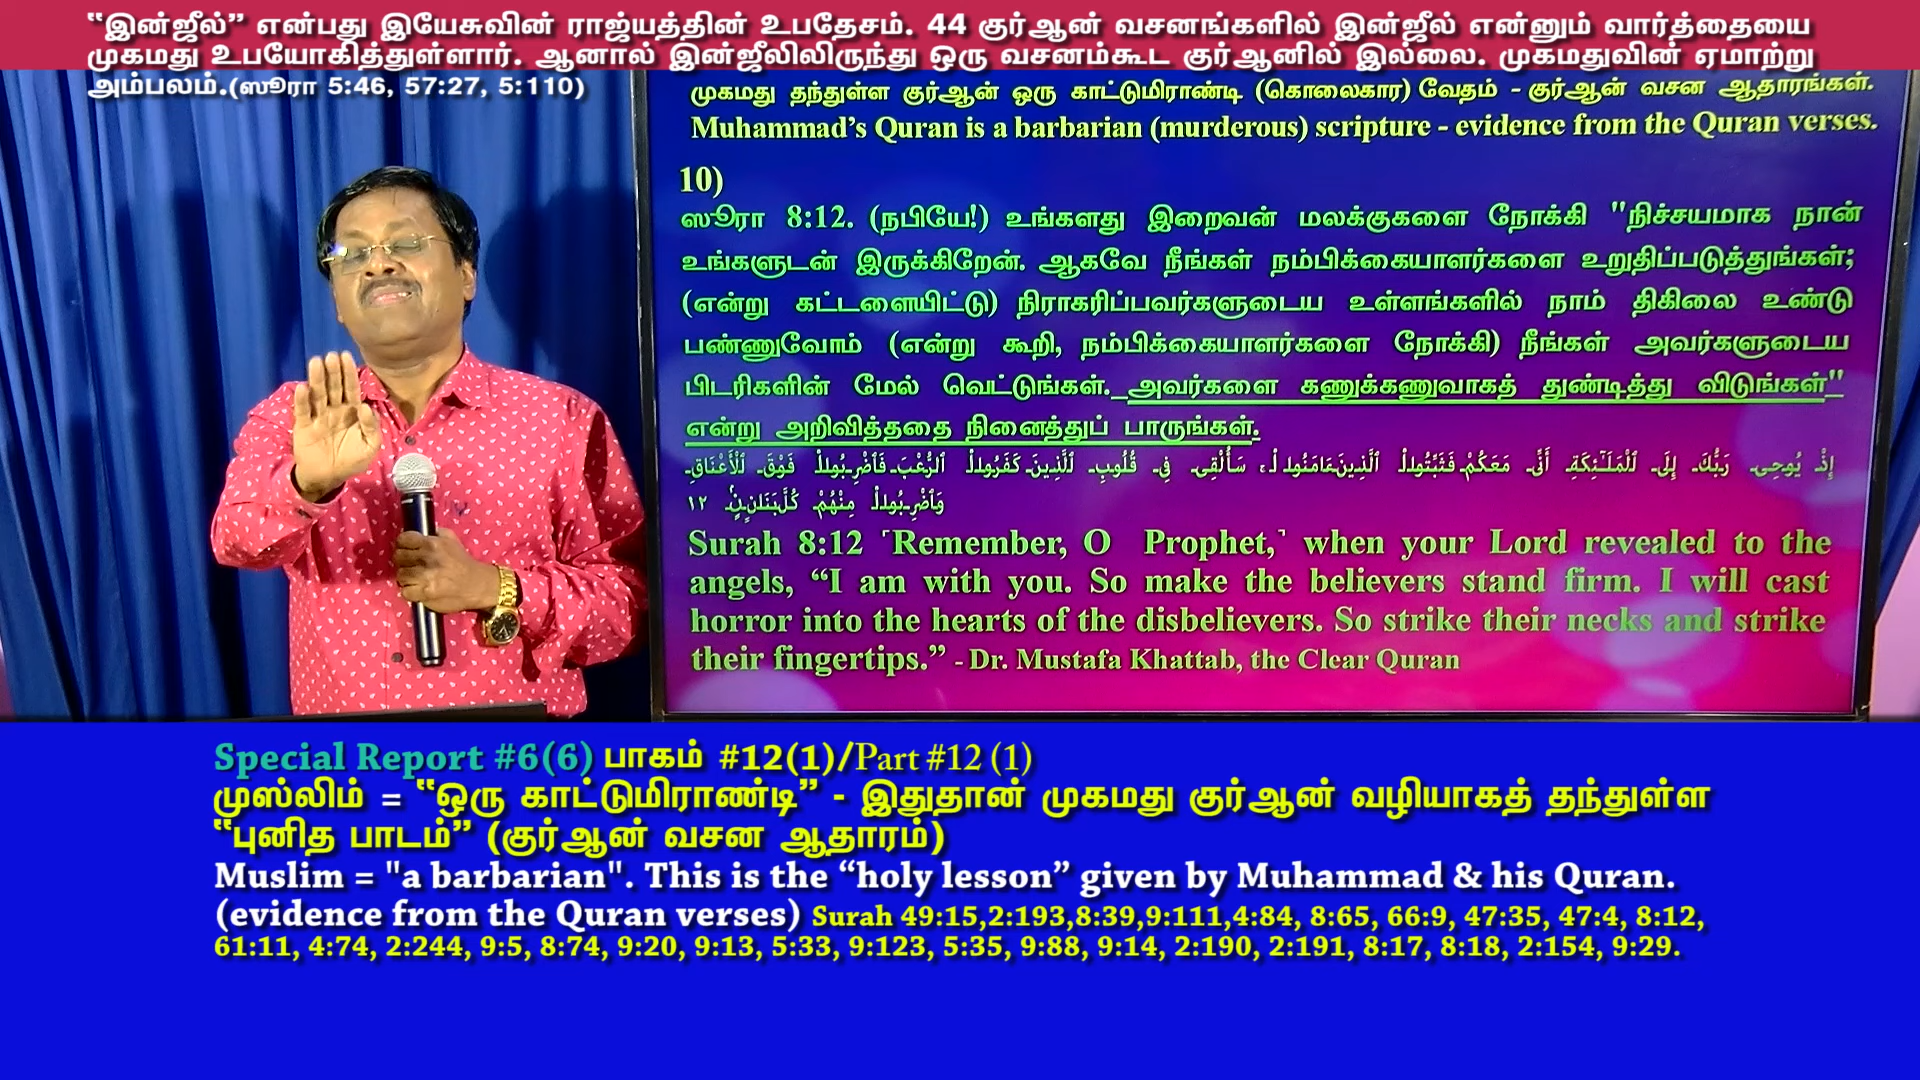 “இன்ஜீல்” என்பது இயேசுவின் ராஜ்யத்தின் உபதேசம். 44 குர்ஆன் வசனங்களில் இன்ஜீல் என்னும் வார்த்தையை
முகமது உபயோகித்துள்ளார். ஆனால் இன்ஜீலிலிருந்து ஒரு வசனம்கூட குர்ஆனில் இல்லை. முகமதுவின் ஏமாற்று
அம்பலம்.(ஸூரா 5:46, 57:27, 5:110)
முகமது தந்துள்ள குர்ஆன் ஒரு காட்டுமிராண்டி (கொலைகார) வேதம் - குர்ஆன் வசன ஆதாரங்கள்.
Muhammad’s Quran is a barbarian (murderous) scripture - evidence from the Quran verses.
10)
ஸூரா 8:12. (நபியே!) உங்களது இறைவன் மலக்குகளை நோக்கி "நிச்சயமாக நான்
உங்களுடன் இருக்கிறேன். ஆகவே நீங்கள் நம்பிக்கையாளர்களை உறுதிப்படுத்துங்கள்;
(என்று கட்டளையிட்டு) நிராகரிப்பவர்களுடைய உள்ளங்களில் நாம் திகிலை உண்டு
பண்ணுவோம் (என்று கூறி, நம்பிக்கையாளர்களை நோக்கி) நீங்கள் அவர்களுடைய
பிடரிகளின் மேல் வெட்டுங்கள். அவர்களை கணுக்கணுவாகத் துண்டித்து விடுங்கள்"
என்று அறிவித்ததை நினைத்துப் பாருங்கள்.
إِذْ يُوحِى رَبُّكَ إِلَى ٱلْمَلَـٰٓئِكَةِ أَنِّى مَعَكُمْ فَثَبِّتُوا۟ ٱلَّذِينَ ءَامَنُوا۟ ۚ سَأُلْقِى فِى قُلُوبِ ٱلَّذِينَ كَفَرُوا۟ ٱلرُّعْبَ فَٱضْرِبُوا۟ فَوْقَ ٱلْأَعْنَاقِ
وَٱضْرِبُوا۟ مِنْهُمْ كُلَّ بَنَانٍ ١٢
Surah 8:12 ˹Remember, O Prophet,˺ when your Lord revealed to the
angels, “I am with you. So make the believers stand firm. I will cast
horror into the hearts of the disbelievers. So strike their necks and strike
their fingertips.” - Dr. Mustafa Khattab, the Clear Quran
Special Report #6(6) பாகம் #12(1)/Part #12 (1)
முஸ்லிம் = “ஒரு காட்டுமிராண்டி” - இதுதான் முகமது குர்ஆன் வழியாகத் தந்துள்ள
“புனித பாடம்” (குர்ஆன் வசன ஆதாரம்)
Muslim = "a barbarian". This is the “holy lesson” given by Muhammad & his Quran.
(evidence from the Quran verses) Surah 49:15,2:193,8:39,9:111,4:84, 8:65, 66:9, 47:35, 47:4, 8:12,
61:11, 4:74, 2:244, 9:5, 8:74, 9:20, 9:13, 5:33, 9:123, 5:35, 9:88, 9:14, 2:190, 2:191, 8:17, 8:18, 2:154, 9:29.